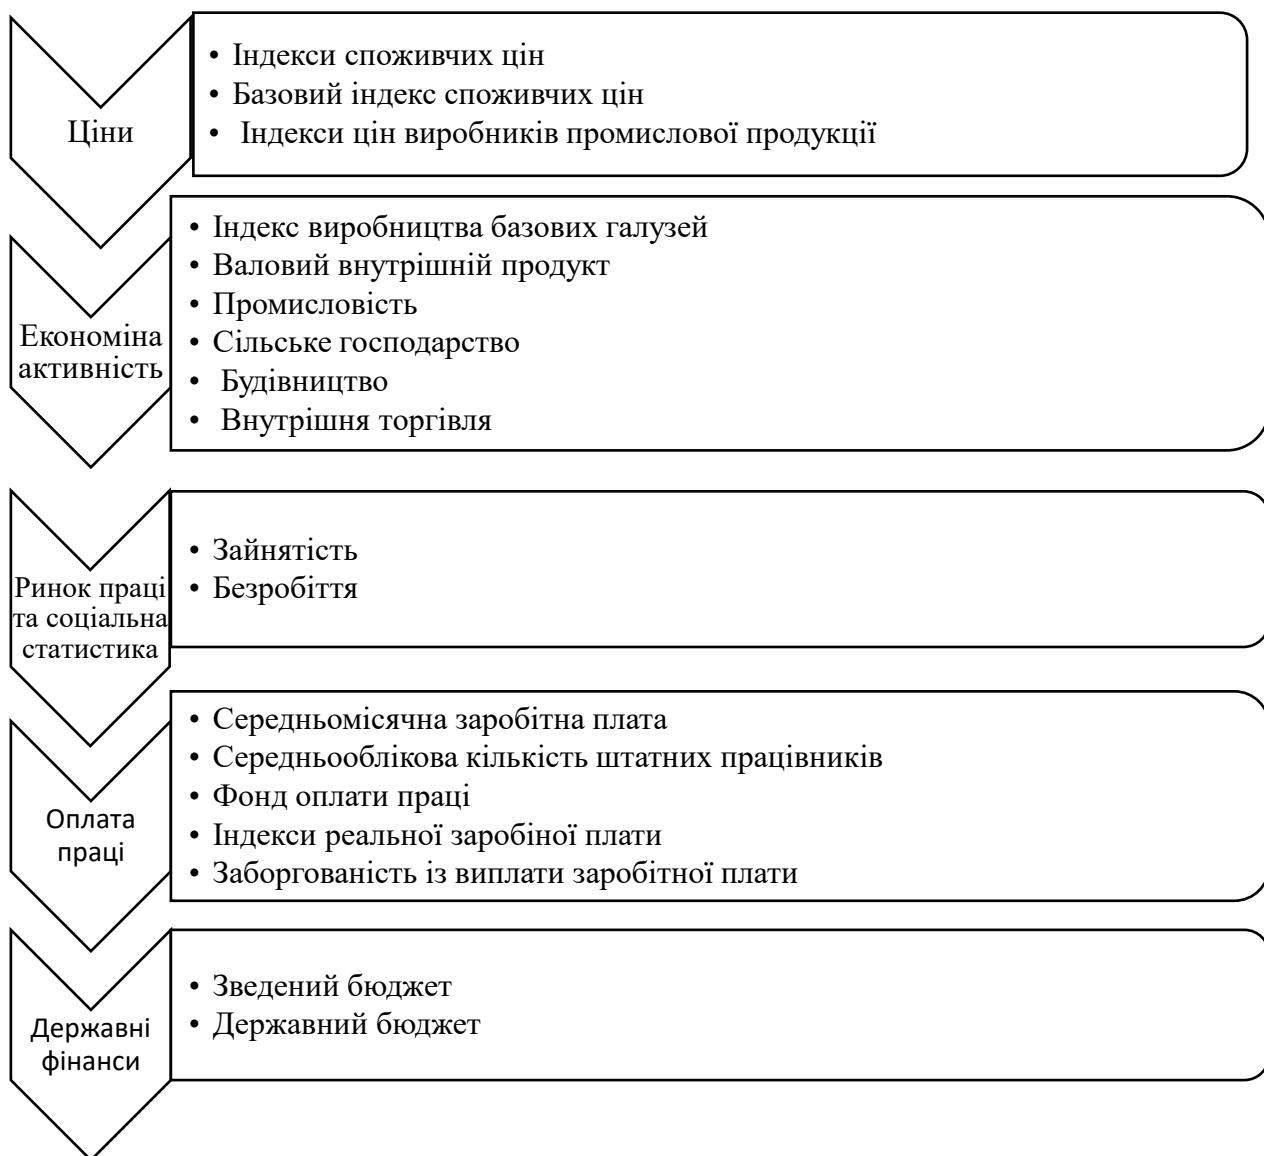 Ціни
• Індекси споживчих цін
• Базовий індекс споживчих цін
• Індекси цін виробників промислової продукції
Економіна
активність
• Індекс виробництва базових галузей
• Валовий внутрішній продукт
• Промисловість
• Сільське господарство
• Будівництво
• Внутрішня торгівля
Ринок праці
та соціальна
статистика
• Зайнятість
• Безробіття
Оплата
праці
• Середньомісячна заробітна плата
• Середньооблікова кількість штатних працівників
• Фонд оплати праці
• Індекси реальної заробіної плати
• Заборгованість із виплати заробітної плати
Державні
фінанси
• Зведений бюджет
• Державний бюджет